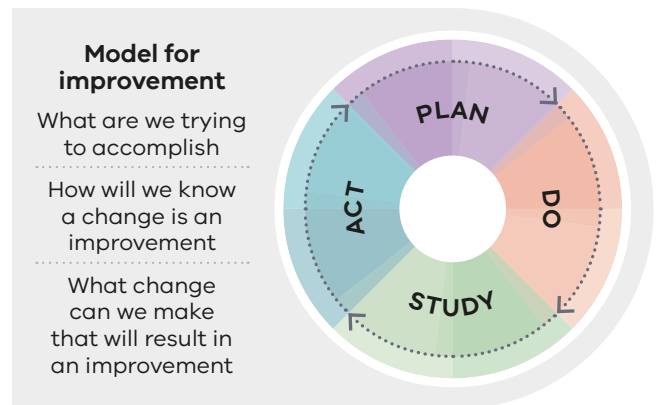 Model for
improvement
What are we trying
to accomplish
How will we know
a change is an
improvement
What change
can we make
that will result in
an improvement
PLAN
DO
STUDY
ACT